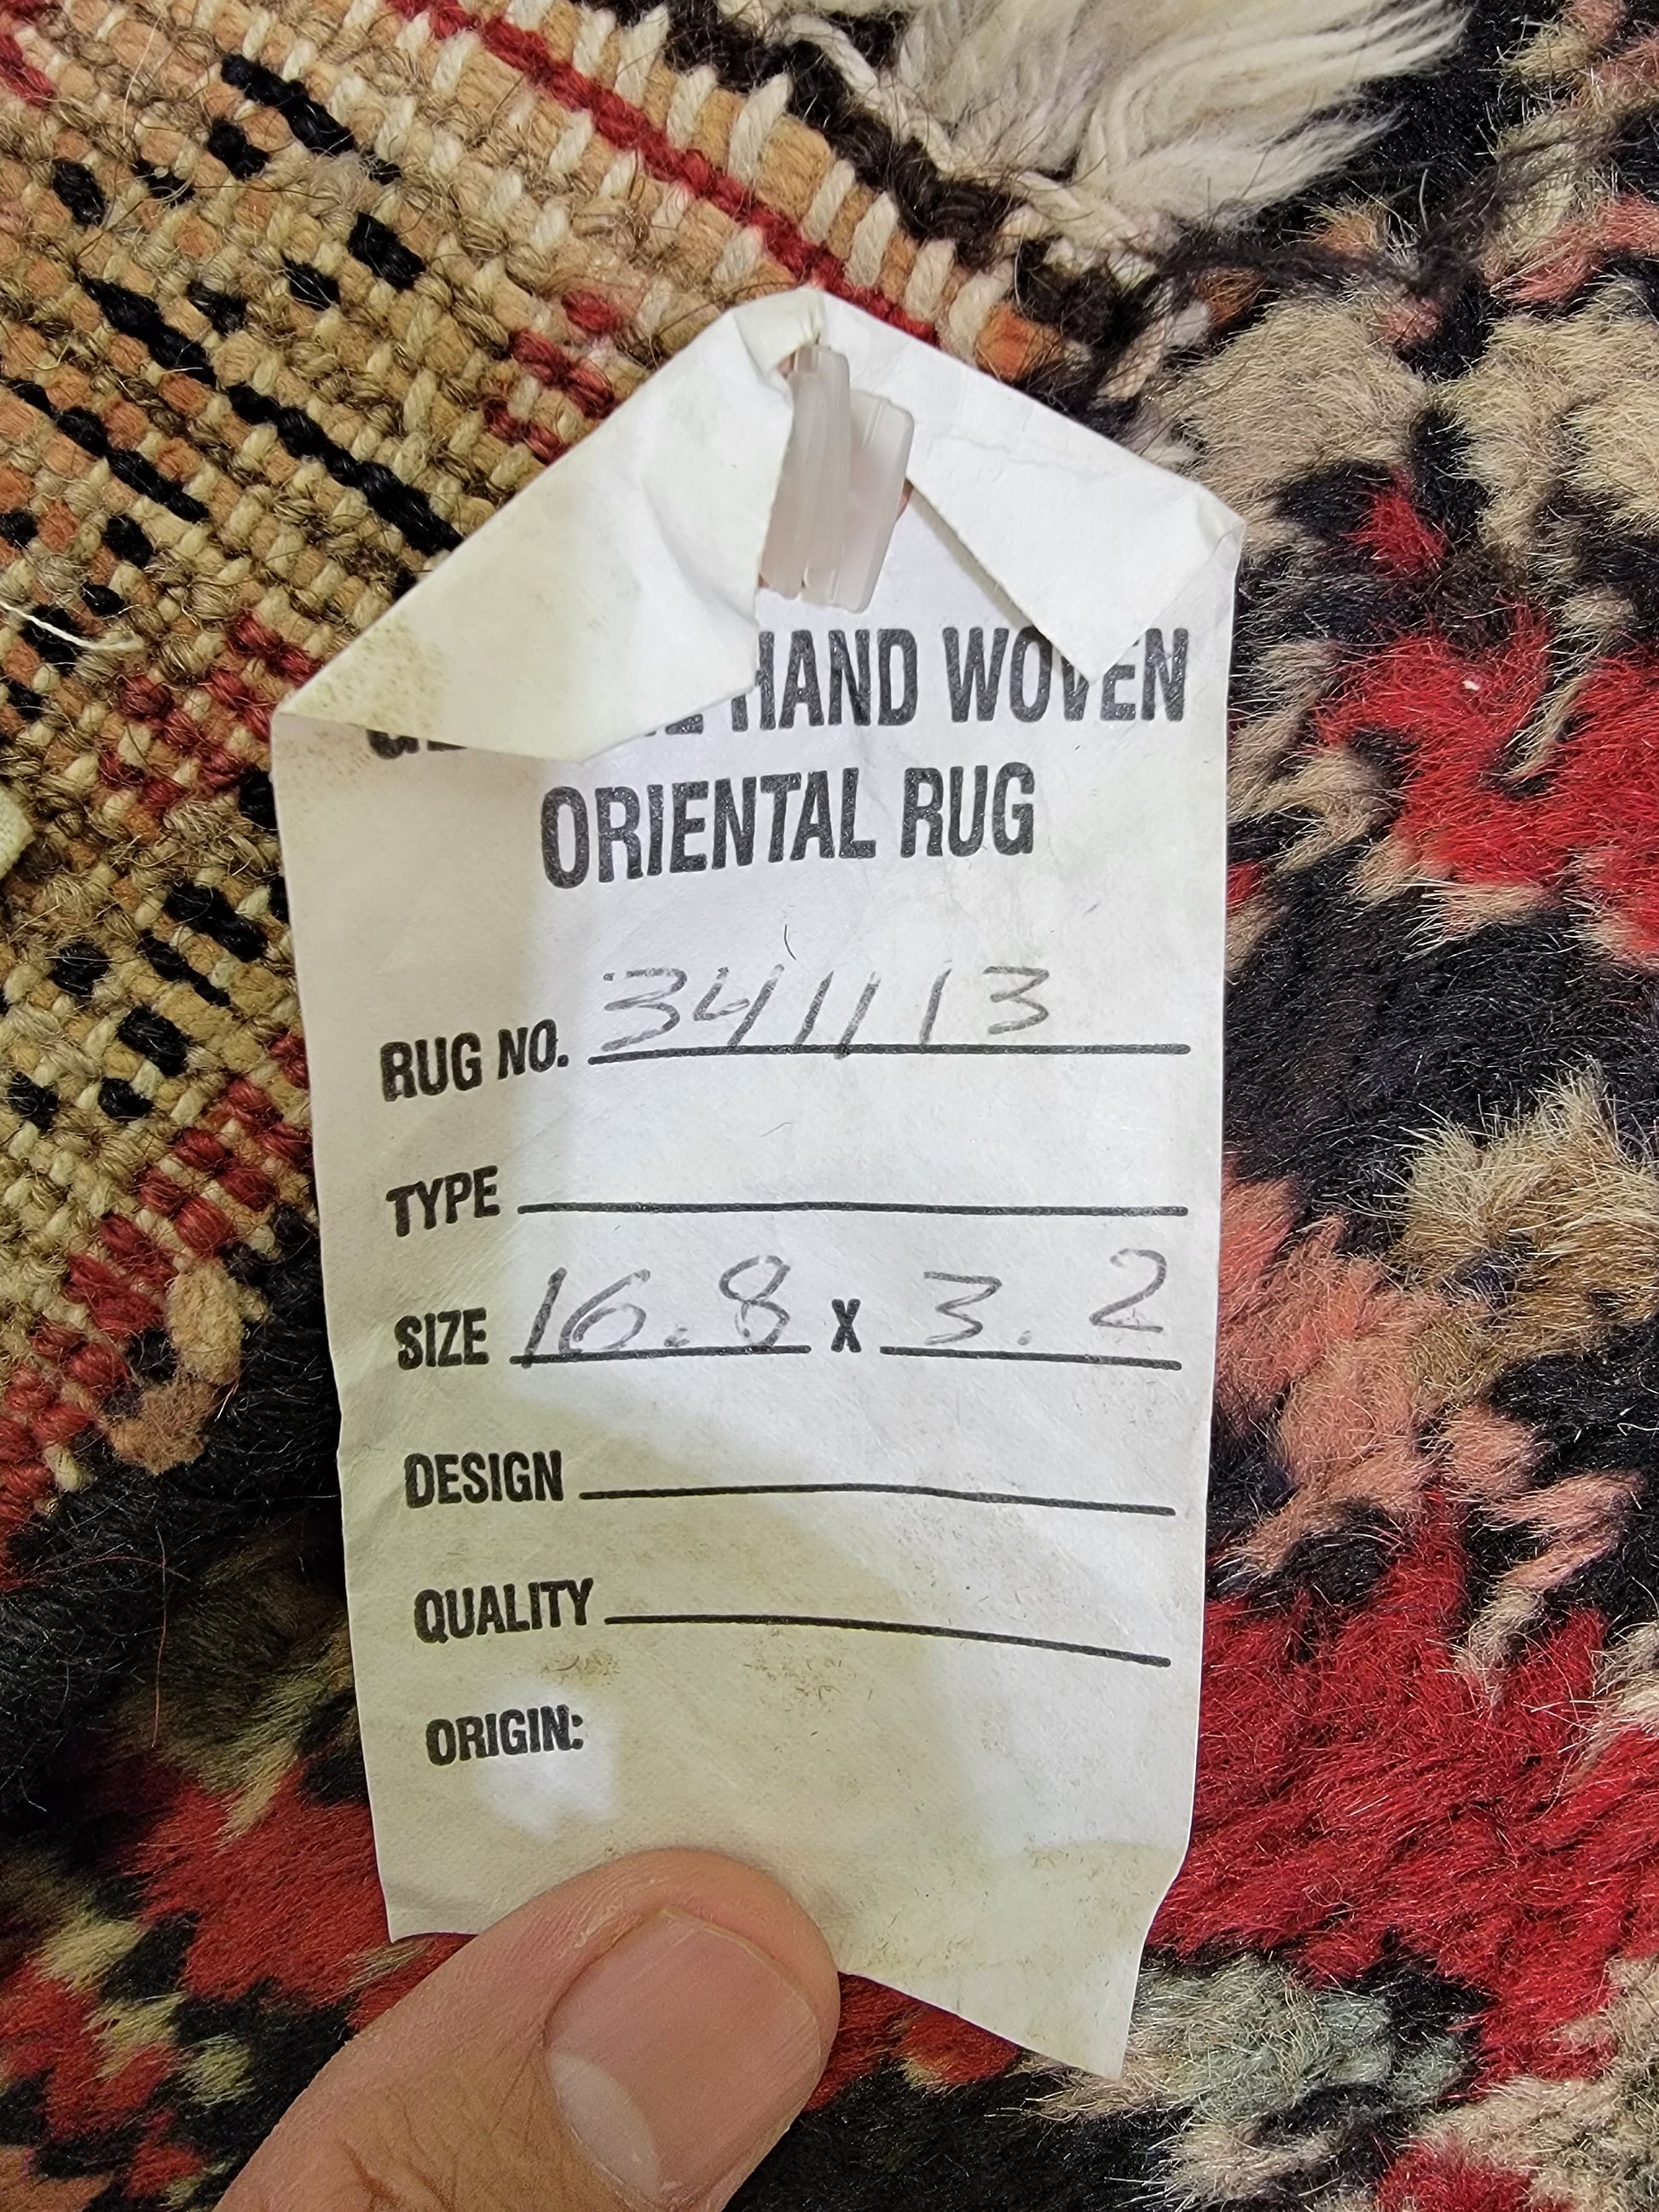 HAND WOVEN
ORIENTAL RUG
RUG NO. 341113
TYPE
SIZE 16.8 X 3.2
DESIGN
QUALITY
ORIGIN: